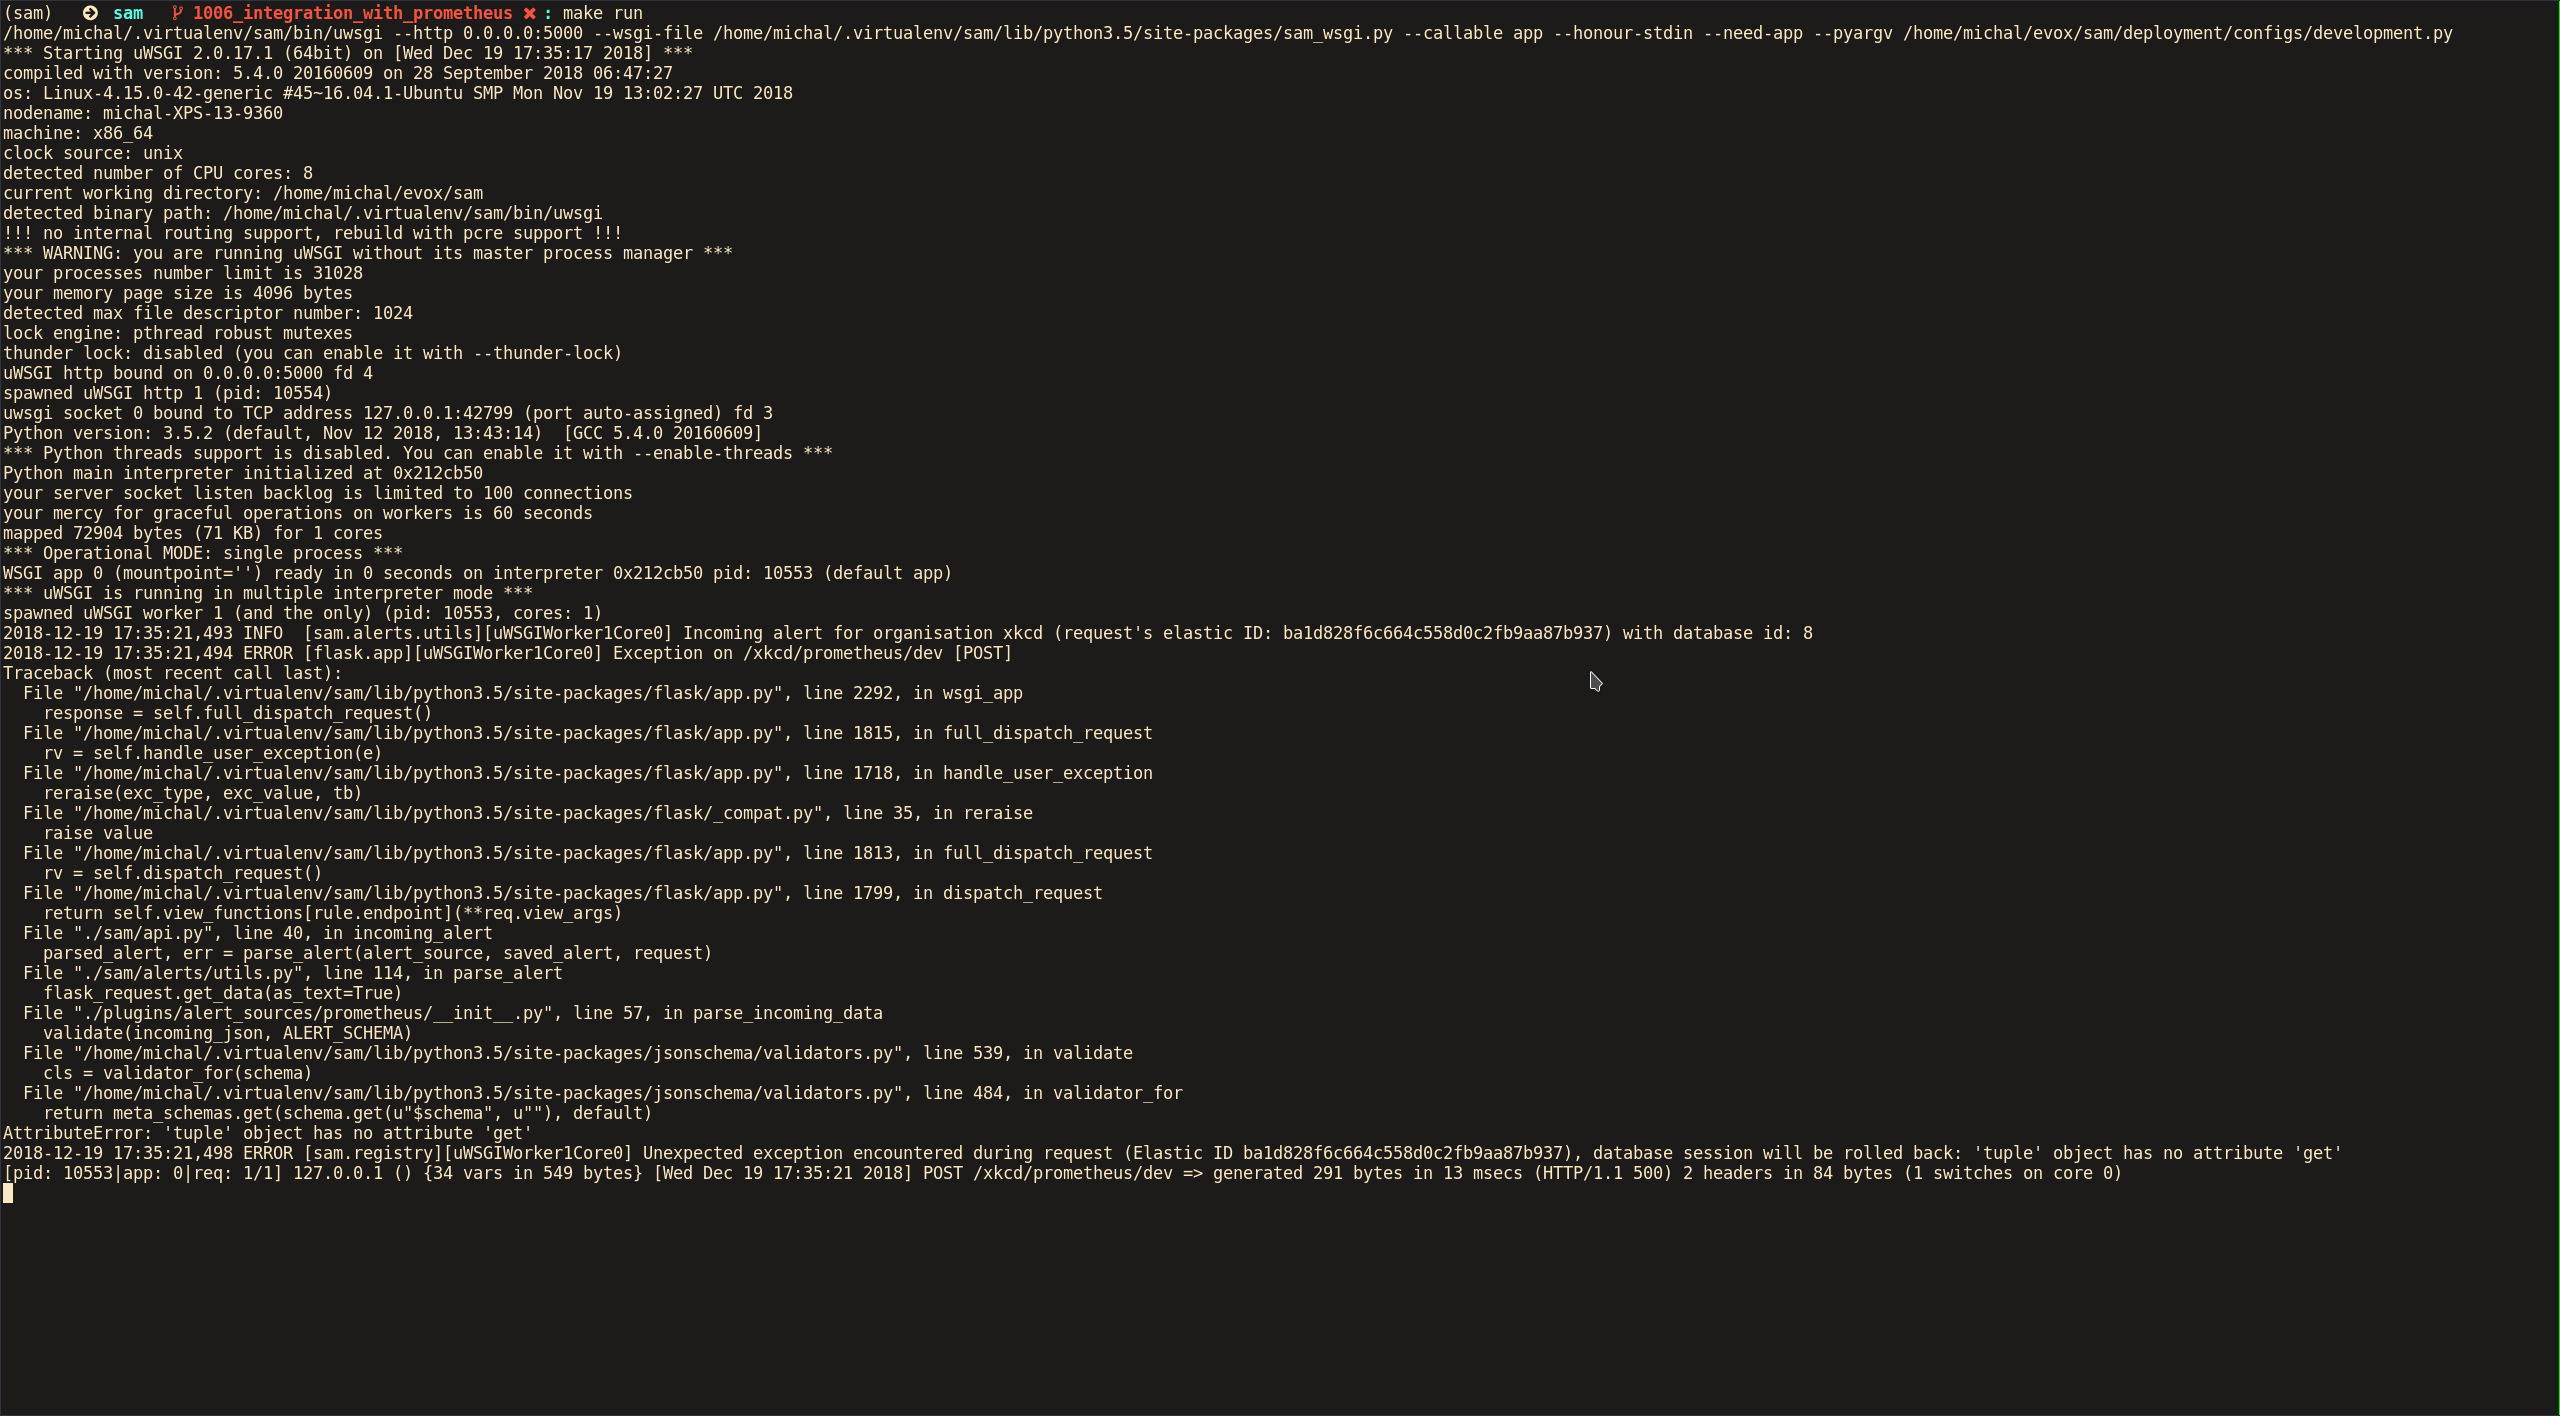 (sam) sam 1006_integration_with_prometheus ✖ : make run
/home/michal/.virtualenv/sam/bin/uwsgi --http 0.0.0.0:5000 --wsgi-file /home/michal/.virtualenv/sam/lib/python3.5/site-packages/sam_wsgi.py --callable app --honour-stdin --need-app --pyargv /home/michal/evox/sam/deployment/configs/development.py
*** Starting uWSGI 2.0.17.1 (64bit) on [Wed Dec 19 17:35:17 2018] ***
compiled with version: 5.4.0 20160609 on 28 September 2018 06:47:27
os: Linux-4.15.0-42-generic #45~16.04.1-Ubuntu SMP Mon Nov 19 13:02:27 UTC 2018
nodename: michal-XPS-13-9360
machine: x86_64
clock source: unix
detected number of CPU cores: 8
current working directory: /home/michal/evox/sam
detected binary path: /home/michal/.virtualenv/sam/bin/uwsgi
!!! no internal routing support, rebuild with pcre support !!!
*** WARNING: you are running uWSGI without its master process manager ***
your processes number limit is 31028
your memory page size is 4096 bytes
detected max file descriptor number: 1024
lock engine: pthread robust mutexes
thunder lock: disabled (you can enable it with --thunder-lock)
uWSGI http bound on 0.0.0.0:5000 fd 4
spawned uWSGI http 1 (pid: 10554)
uwsgi socket 0 bound to TCP address 127.0.0.1:42799 (port auto-assigned) fd 3
Python version: 3.5.2 (default, Nov 12 2018, 13:43:14)  [GCC 5.4.0 20160609]
*** Python threads support is disabled. You can enable it with --enable-threads ***
Python main interpreter initialized at 0x212cb50
your server socket listen backlog is limited to 100 connections
your mercy for graceful operations on workers is 60 seconds
mapped 72904 bytes (71 KB) for 1 cores
*** Operational MODE: single process ***
WSGI app 0 (mountpoint='') ready in 0 seconds on interpreter 0x212cb50 pid: 10553 (default app)
*** uWSGI is running in multiple interpreter mode ***
spawned uWSGI worker 1 (and the only) (pid: 10553, cores: 1)
2018-12-19 17:35:21,493 INFO  [sam.alerts.utils][uWSGIWorker1Core0] Incoming alert for organisation xkcd (request's elastic ID: ba1d828f6c664c558d0c2fb9aa87b937) with database id: 8
2018-12-19 17:35:21,494 ERROR [flask.app][uWSGIWorker1Core0] Exception on /xkcd/prometheus/dev [POST]
Traceback (most recent call last):
  File "/home/michal/.virtualenv/sam/lib/python3.5/site-packages/flask/app.py", line 2292, in wsgi_app
    response = self.full_dispatch_request()
  File "/home/michal/.virtualenv/sam/lib/python3.5/site-packages/flask/app.py", line 1815, in full_dispatch_request
    rv = self.handle_user_exception(e)
  File "/home/michal/.virtualenv/sam/lib/python3.5/site-packages/flask/app.py", line 1718, in handle_user_exception
    reraise(exc_type, exc_value, tb)
  File "/home/michal/.virtualenv/sam/lib/python3.5/site-packages/flask/_compat.py", line 35, in reraise
    raise value
  File "/home/michal/.virtualenv/sam/lib/python3.5/site-packages/flask/app.py", line 1813, in full_dispatch_request
    rv = self.dispatch_request()
  File "/home/michal/.virtualenv/sam/lib/python3.5/site-packages/flask/app.py", line 1799, in dispatch_request
    return self.view_functions[rule.endpoint](**req.view_args)
  File "./sam/api.py", line 40, in incoming_alert
    parsed_alert, err = parse_alert(alert_source, saved_alert, request)
  File "./sam/alerts/utils.py", line 114, in parse_alert
    flask_request.get_data(as_text=True)
  File "./plugins/alert_sources/prometheus/__init__.py", line 57, in parse_incoming_data
    validate(incoming_json, ALERT_SCHEMA)
  File "/home/michal/.virtualenv/sam/lib/python3.5/site-packages/jsonschema/validators.py", line 539, in validate
    cls = validator_for(schema)
  File "/home/michal/.virtualenv/sam/lib/python3.5/site-packages/jsonschema/validators.py", line 484, in validator_for
    return meta_schemas.get(schema.get(u"$schema", u""), default)
AttributeError: 'tuple' object has no attribute 'get'
2018-12-19 17:35:21,498 ERROR [sam.registry][uWSGIWorker1Core0] Unexpected exception encountered during request (Elastic ID ba1d828f6c664c558d0c2fb9aa87b937), database session will be rolled back: 'tuple' object has no attribute 'get'
[pid: 10553|app: 0|req: 1/1] 127.0.0.1 () {34 vars in 549 bytes} [Wed Dec 19 17:35:21 2018] POST /xkcd/prometheus/dev => generated 291 bytes in 13 msecs (HTTP/1.1 500) 2 headers in 84 bytes (1 switches on core 0)